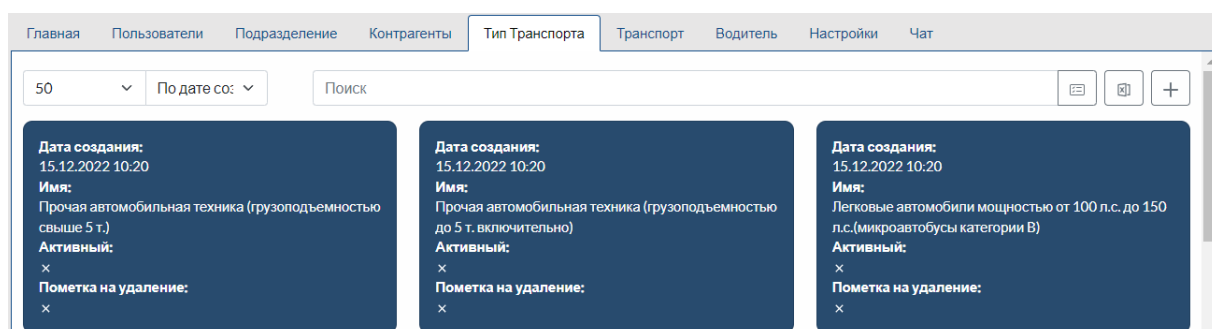 Главная Пользователи Подразделение Контрагенты Тип Транспорта Транспорт Водитель Настройки Чат
50 По дате соз Поиск
Дата создания:
15.12.2022 10:20
Имя:
Прочая автомобильная техника (грузоподъемностью
свыше 5 т.)
Активный:
×
Пометка на удаление:
×
Дата создания:
15.12.2022 10:20
Имя:
Прочая автомобильная техника (грузоподъемностью
до 5 т. включительно)
Активный:
×
Пометка на удаление:
×
Дата создания:
15.12.2022 10:20
Имя:
Легковые автомобили мощностью от 100 л.с. до 150
л.с.(микроавтобусы категории В)
Активный:
×
Пометка на удаление:
×